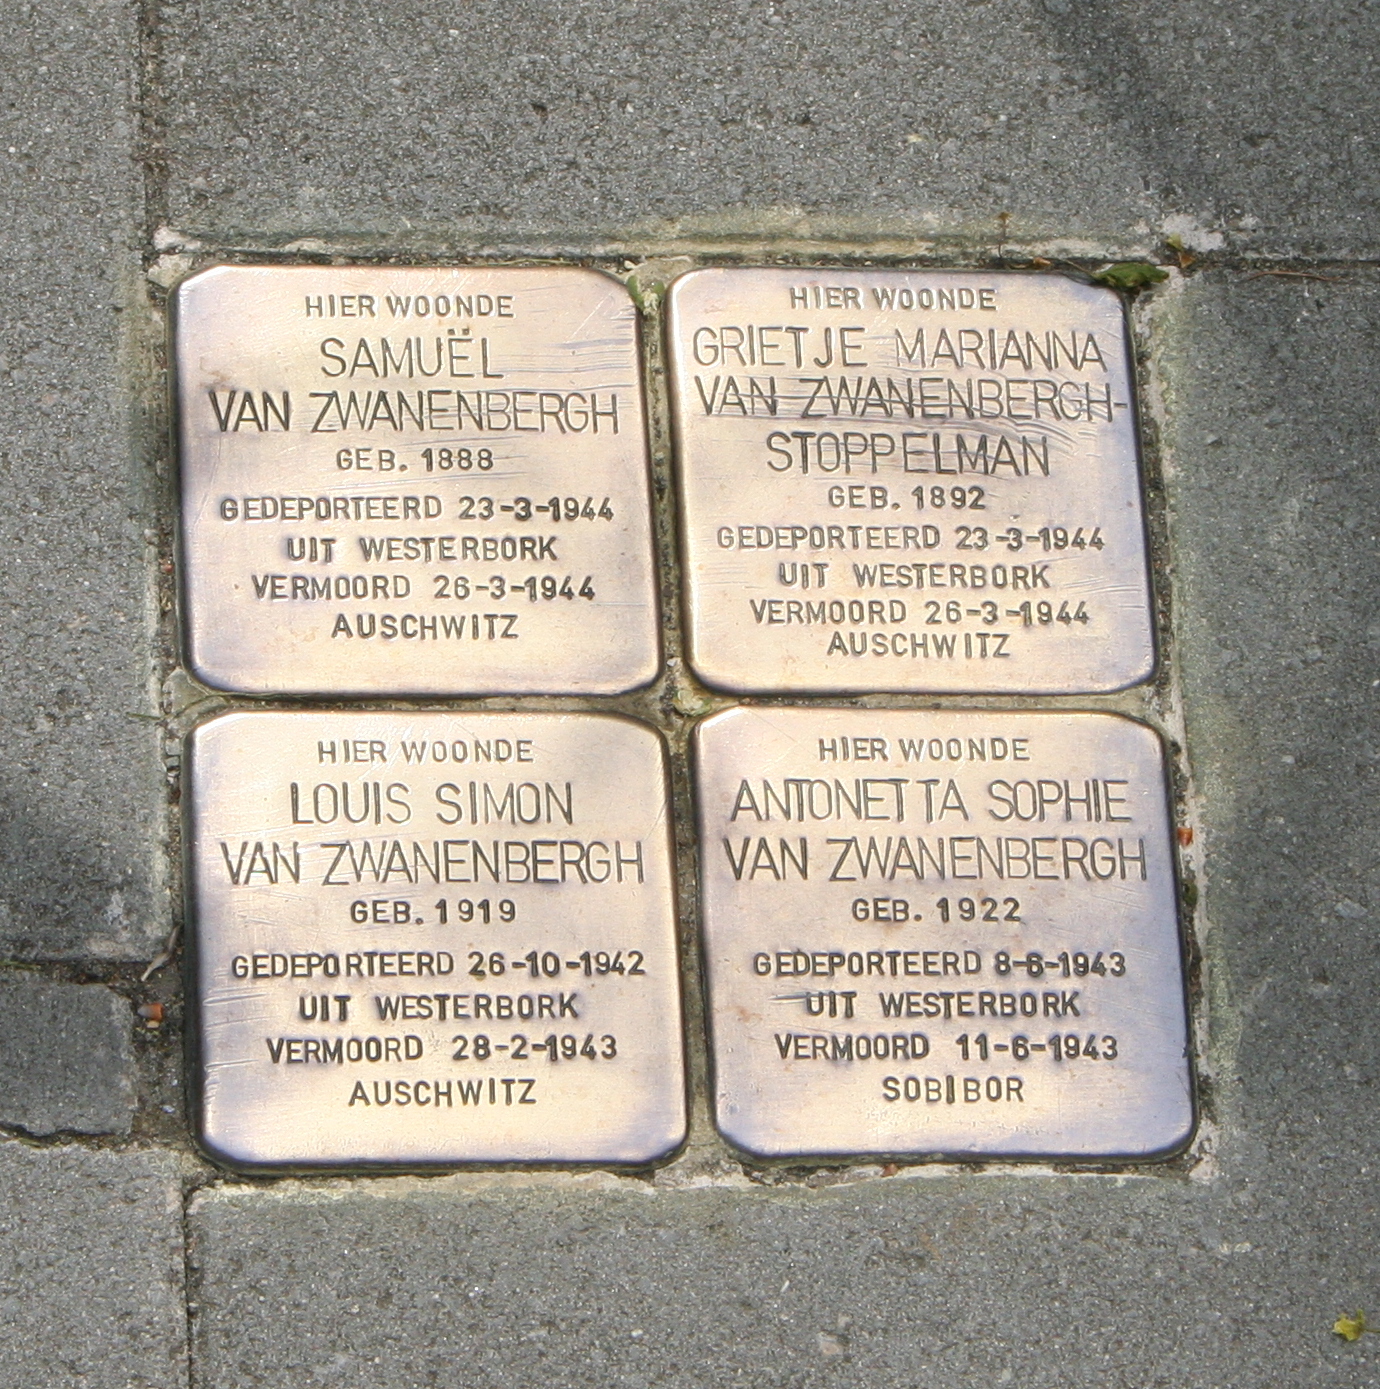 HIER WOONDE
SAMUËL
VAN ZWANENBERGH
GEB. 1888
GEDEPORTEERD 23-3-1944
UIT WESTERBORK
VERMOORD 26-3-1944
AUSCHWITZ
HIER WOONDE
GRIETJE MARIANNA
VAN ZWANENBERGH-
STOPPELMAN
GEB. 1892
GEDEPORTEERD 23-3-1944
UIT WESTERBORK
VERMOORD 26-3-1944
AUSCHWITZ
HIER WOONDE
LOUIS SIMON
VAN ZWANENBERGH
GEB. 1919
GEDEPORTEERD 26-10-1942
UIT WESTERBORK
VERMOORD 28-2-1943
AUSCHWITZ
HIER WOONDE
ANTONETTA SOPHIE
VAN ZWANENBERGH
GEB. 1922
GEDEPORTEERD 8-6-1943
UIT WESTERBORK
VERMOORD 11-6-1943
SOBIBOR